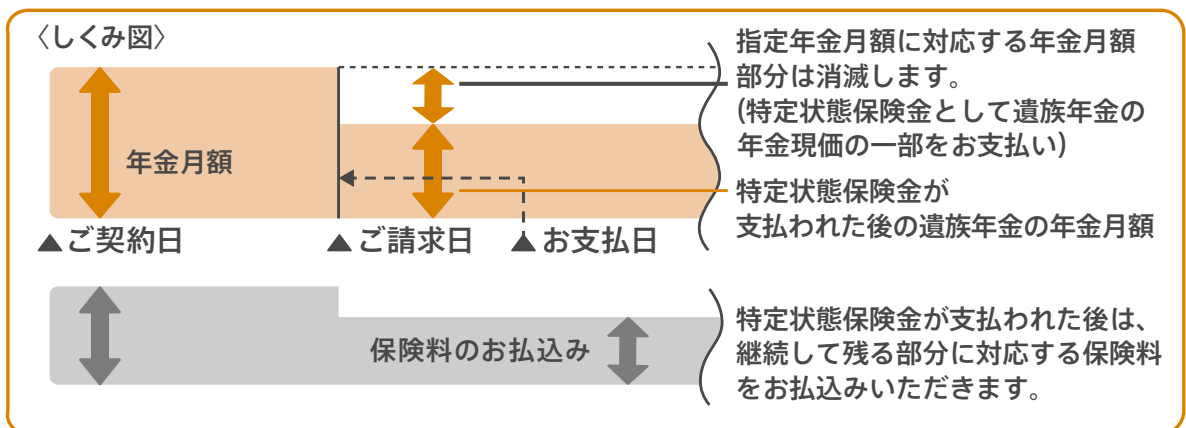 〈しくみ図〉
指定年金月額に対応する年金月額
部分は消滅します。
(特定状態保険金として遺族年金の
年金現価の一部をお支払い)
年金月額
特定状態保険金が
支払われた後の遺族年金の年金月額
▲ご契約日
▲ご請求日
▲お支払日
保険料のお払込み
特定状態保険金が支払われた後は、
継続して残る部分に対応する保険料
をお払込みいただきます。